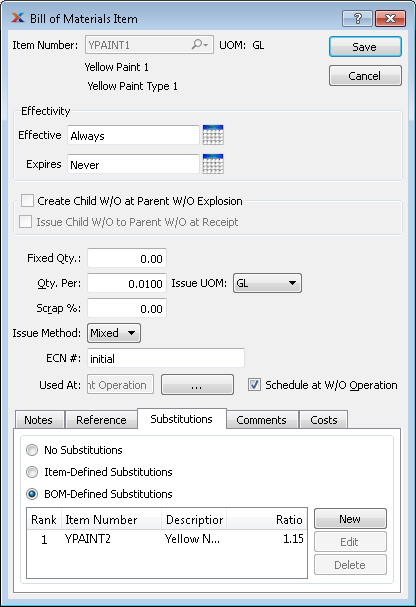 Bill of Materials Item
Item Number: YPAINT1 UOM: GL Save
Yellow Paint 1 Cancel
Yellow Paint Type 1
Effectivity
Effective Always
Expires Never
Create Child W/O at Parent W/O Explosion
Issue Child W/O to Parent W/O at Receipt
Fixed Qty.: 0.00
Qty. Per: 0.0100 Issue UOM: GL
Scrap %: 0.00
Issue Method: Mixed
ECN #: initial
Used At: nt Operation ... Schedule at W/O Operation
Notes Reference Substitutions Comments Costs
No Substitutions
Item-Defined Substitutions
BOM-Defined Substitutions
Rank Item Number Description Ratio New
1 YPAINT2 Yellow N... 1.15 Edit
Delete